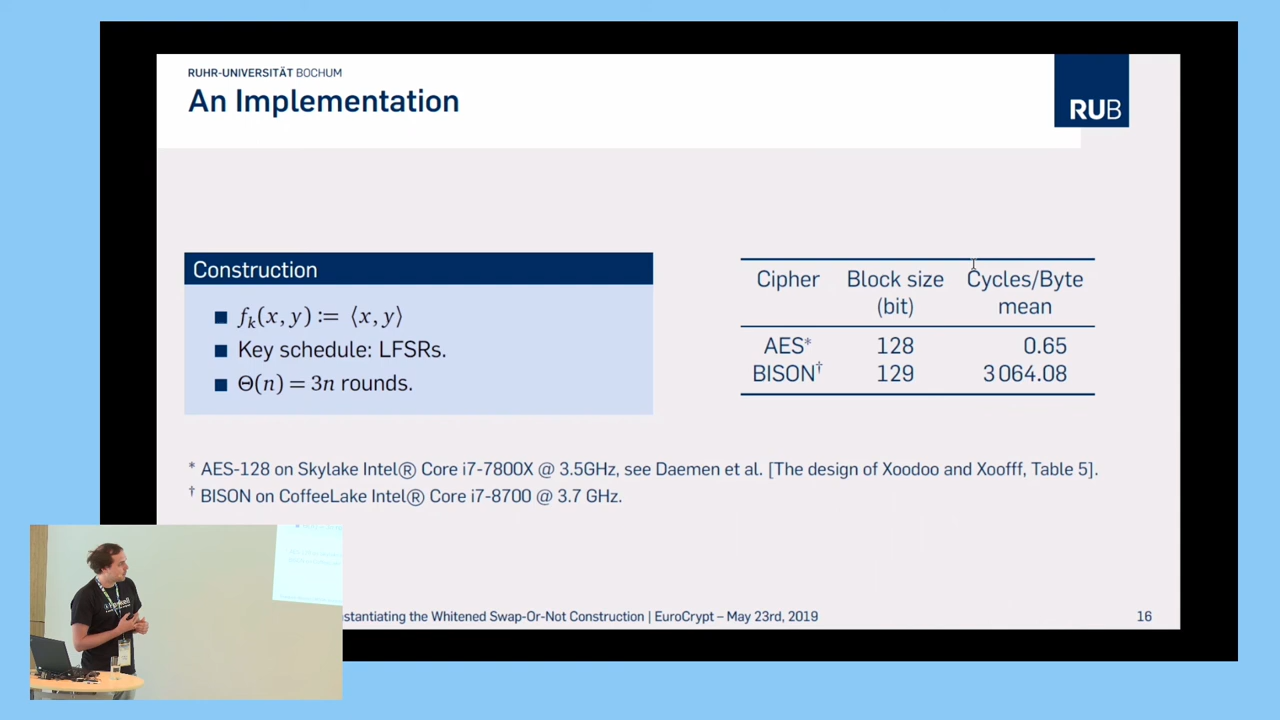 RUHR-UNIVERSITÄT BOCHUM
An Implementation
RUB
Construction
■ fₖ(x, y) := ⟨x, y⟩
■ Key schedule: LFSRs.
■ Θ(n) = 3n rounds.
Cipher Block size Cycles/Byte
(bit) mean
AES* 128 0.65
BISON† 129 3 064.08
* AES-128 on Skylake Intel® Core i7-7800X @ 3.5GHz, see Daemen et al. [The design of Xoodoo and Xoofff, Table 5].
† BISON on CoffeeLake Intel® Core i7-8700 @ 3.7 GHz.
the Whitened Swap-Or-Not Construction | EuroCrypt – May 23rd, 2019 16